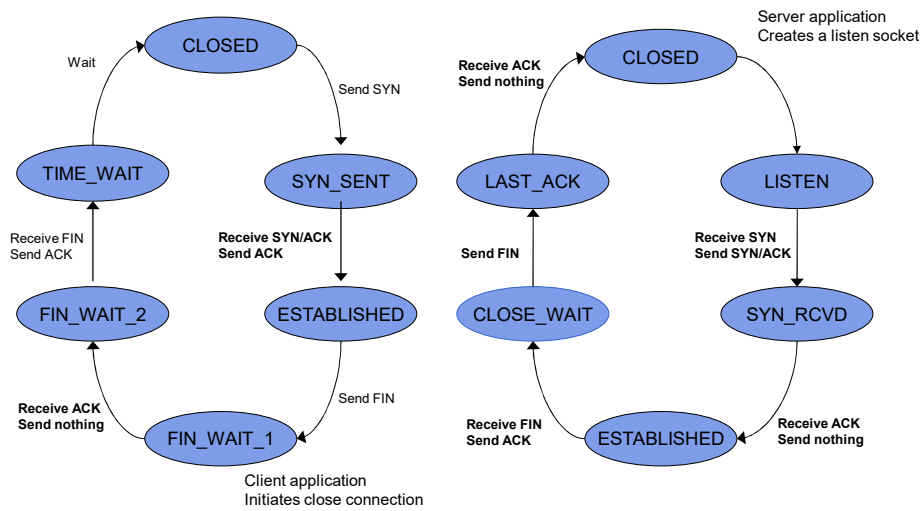 CLOSED
Wait
Send SYN
TIME_WAIT
SYN_SENT
Receive FIN
Send ACK
Receive SYN/ACK
Send ACK
FIN_WAIT_2
ESTABLISHED
Receive ACK
Send nothing
Send FIN
FIN_WAIT_1
Client application
Initiates close connection
Server application
Creates a listen socket
CLOSED
Receive ACK
Send nothing
LAST_ACK
LISTEN
Send FIN
Receive SYN
Send SYN/ACK
CLOSE_WAIT
SYN_RCVD
Receive FIN
Send ACK
Receive ACK
Send nothing
ESTABLISHED